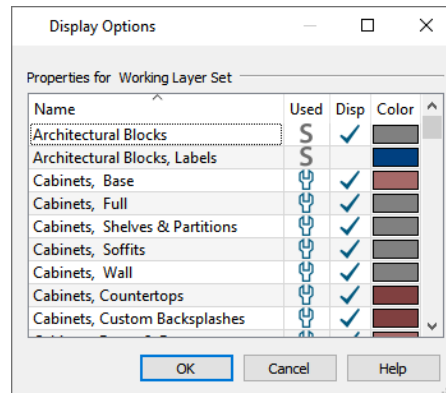 Display Options
Properties for Working Layer Set
Name Used Disp Color
Architectural Blocks S
Architectural Blocks, Labels S
Cabinets, Base
Cabinets, Full
Cabinets, Shelves & Partitions
Cabinets, Soffits
Cabinets, Wall
Cabinets, Countertops
Cabinets, Custom Backsplashes
OK Cancel Help